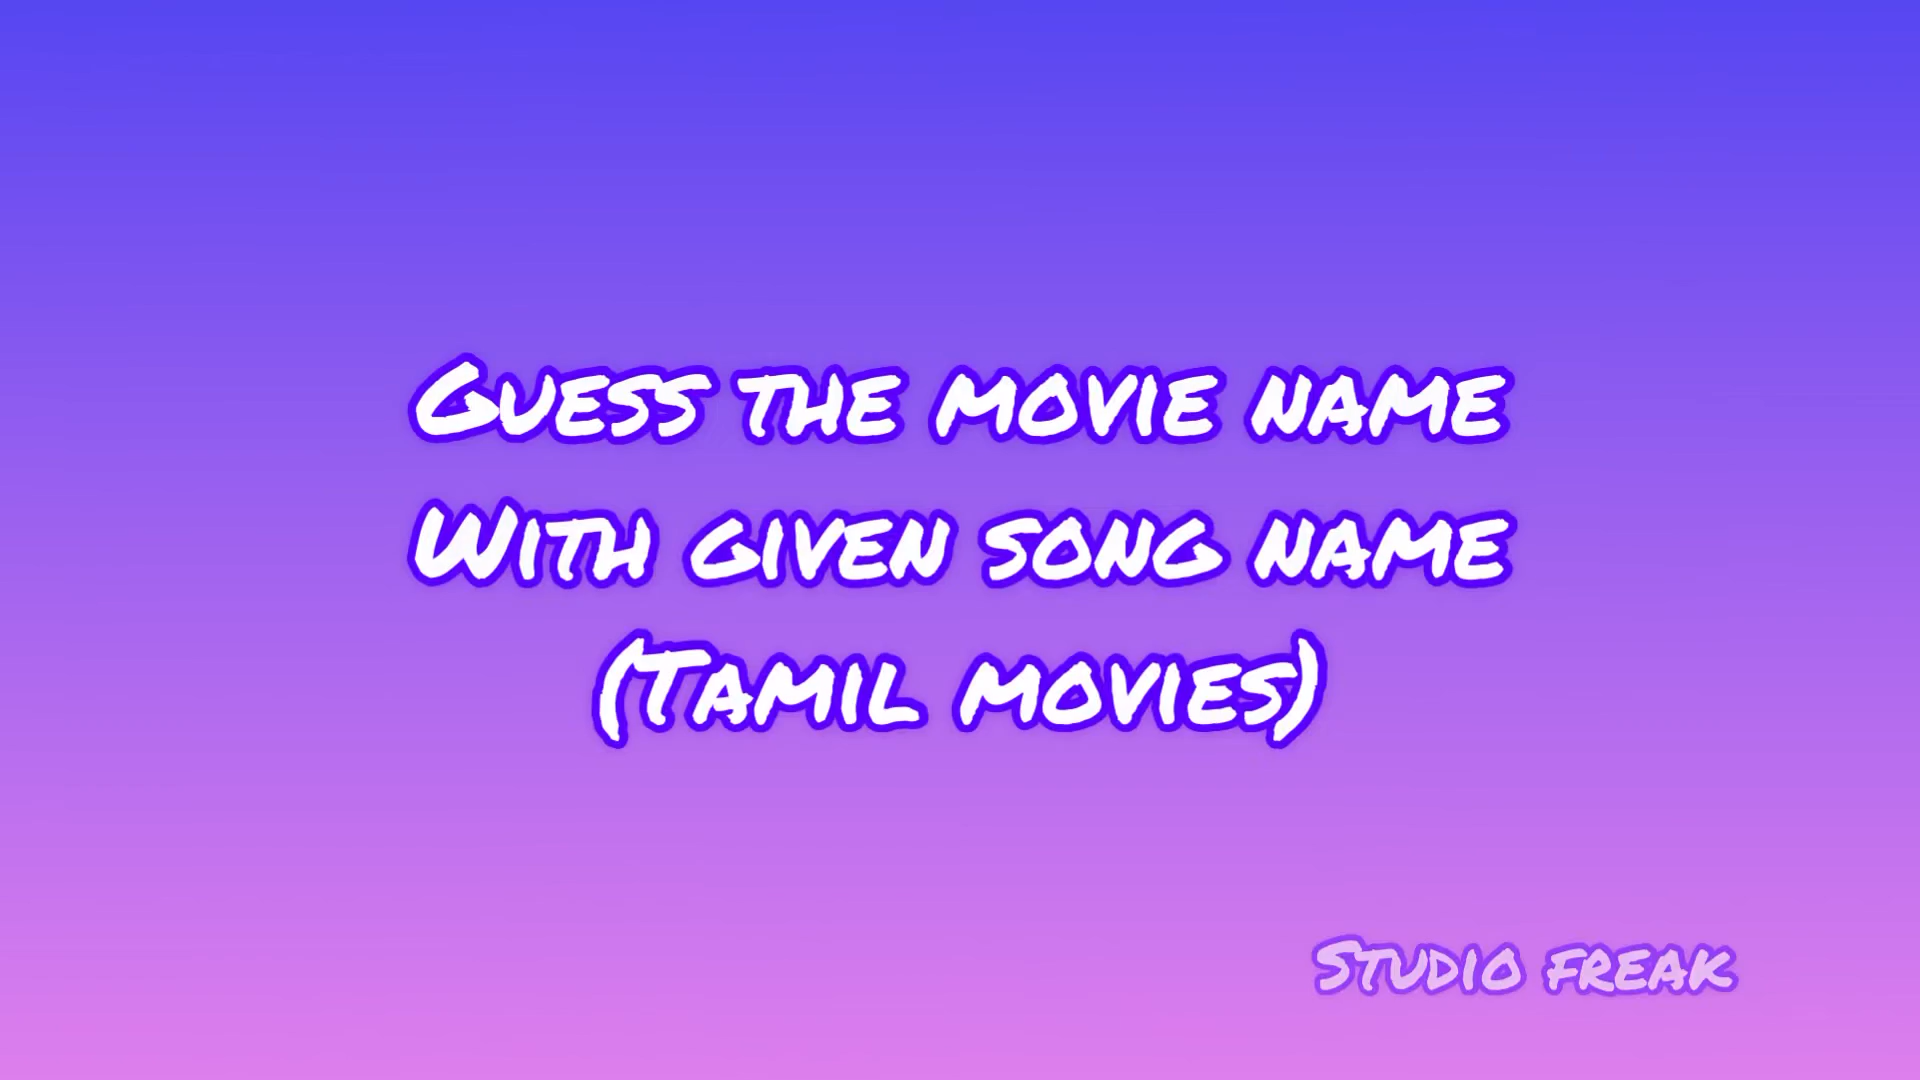 Guess the movie name
With given song name
(Tamil movies)
Studio freak